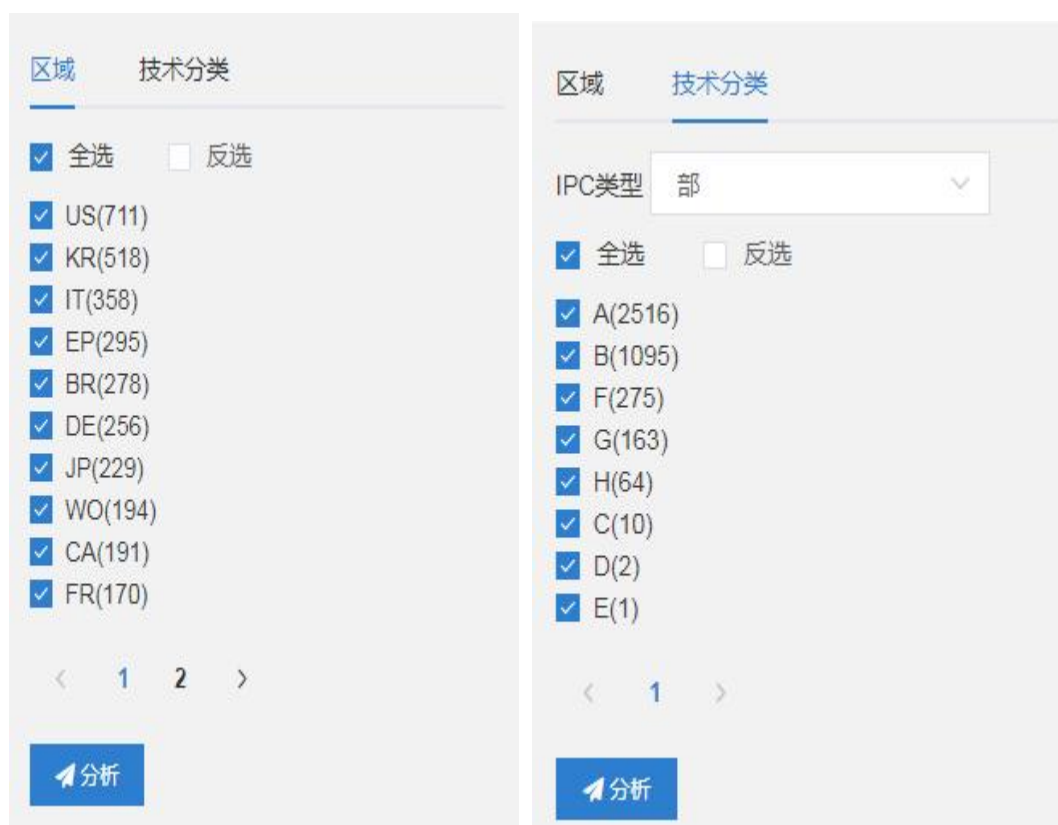 区域 技术分类
全选 反选
US(711)
KR(518)
IT(358)
EP(295)
BR(278)
DE(256)
JP(229)
WO(194)
CA(191)
FR(170)
1 2
分析
区域 技术分类
IPC类型 部
全选 反选
A(2516)
B(1095)
F(275)
G(163)
H(64)
C(10)
D(2)
E(1)
1
分析